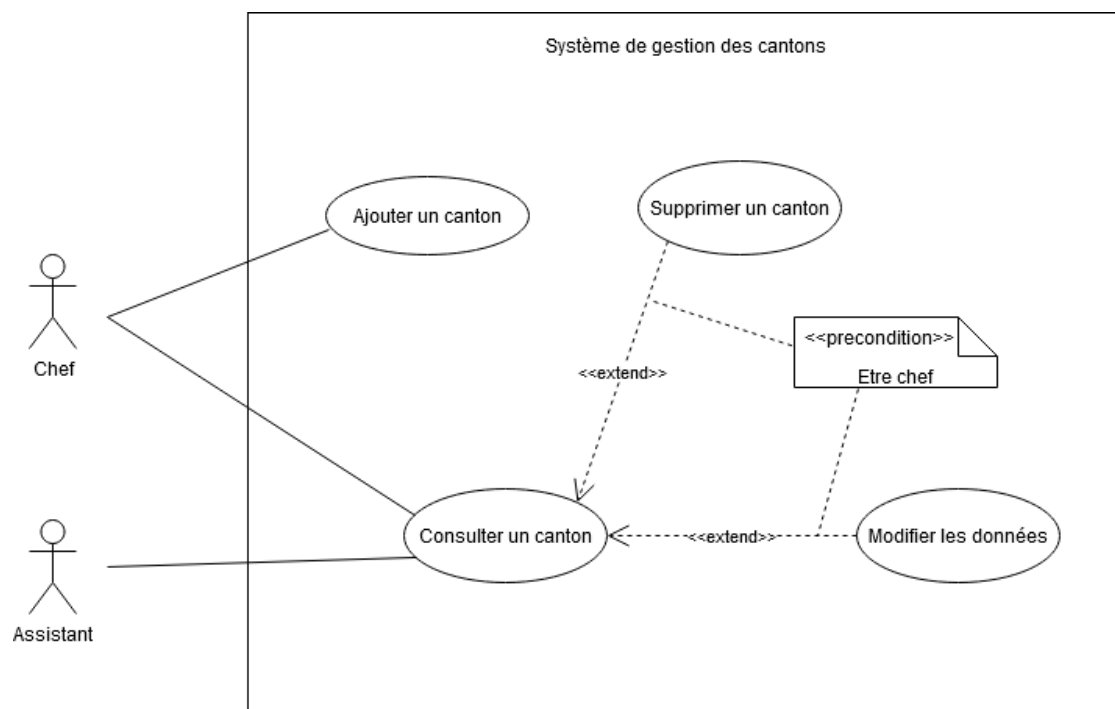 Système de gestion des cantons
Ajouter un canton
Supprimer un canton
<<precondition>>
Etre chef
Chef
<<extend>>
Consulter un canton
<<extend>>
Modifier les données
Assistant